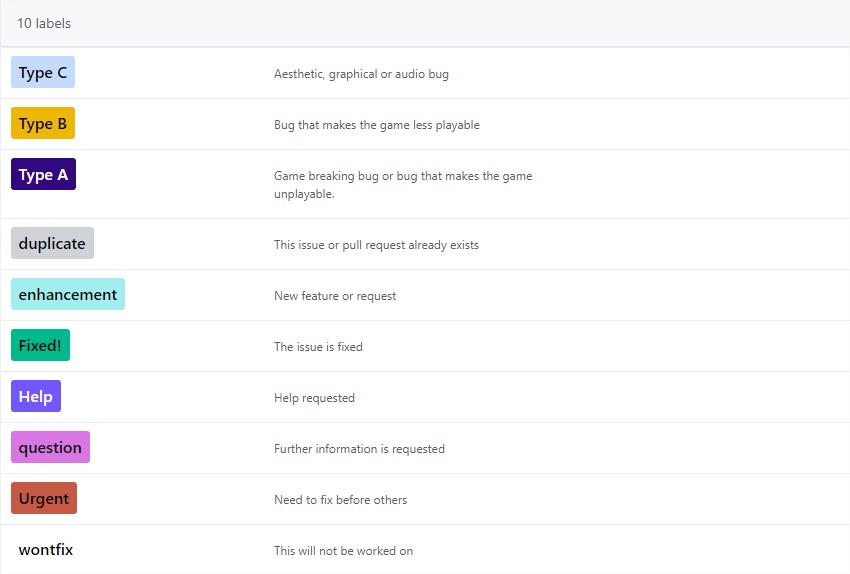 10 labels
Type C
Aesthetic, graphical or audio bug
Type B
Bug that makes the game less playable
Type A
Game breaking bug or bug that makes the game
unplayable.
duplicate
This issue or pull request already exists
enhancement
New feature or request
Fixed!
The issue is fixed
Help
Help requested
question
Further information is requested
Urgent
Need to fix before others
wontfix
This will not be worked on